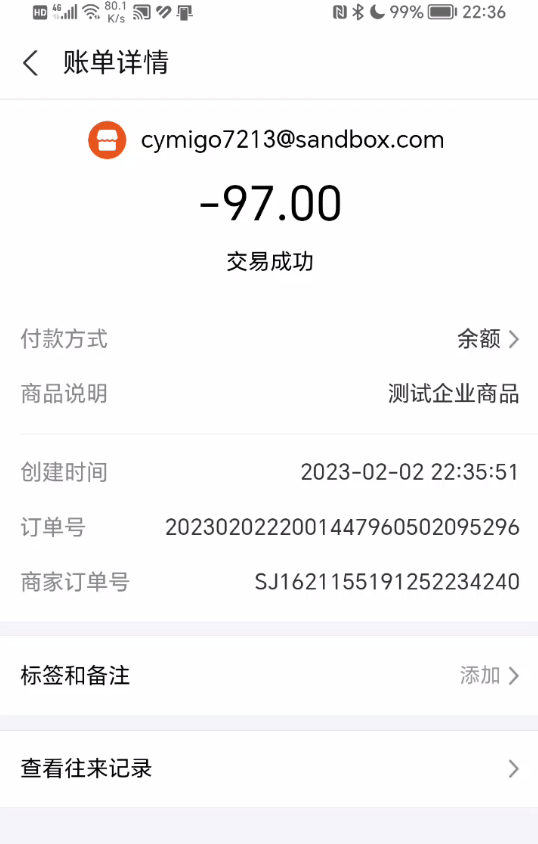 HD 4G 80.1 K/s 99% 22:36
账单详情
cymigo7213@sandbox.com
-97.00
交易成功
付款方式 余额
商品说明 测试企业商品
创建时间 2023-02-02 22:35:51
订单号 2023020222001447960502095296
商家订单号 SJ1621155191252234240
标签和备注 添加
查看往来记录